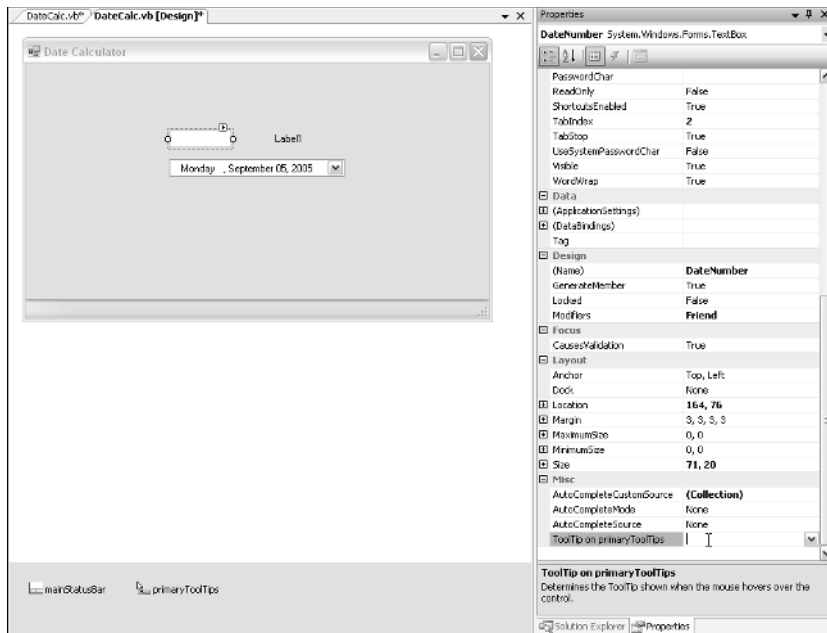 DateCalc.vb* DateCalc.vb [Design]*
Date Calculator
Label1
Monday , September 05, 2005
mainStatusBar primaryToolTips
Properties
DateNumber System.Windows.Forms.TextBox
PasswordChar
ReadOnly False
ShortcutsEnabled True
TabIndex 2
TabStop True
UseSystemPasswordChar False
Visible True
WordWrap True
Data
(ApplicationSettings)
(DataBindings)
Tag
Design
(Name) DateNumber
GenerateMember True
Locked False
Modifiers Friend
Focus
CausesValidation True
Layout
Anchor Top, Left
Dock None
Location 164, 76
Margin 3, 3, 3, 3
MaximumSize 0, 0
MinimumSize 0, 0
Size 71, 20
Misc
AutoCompleteCustomSource (Collection)
AutoCompleteMode None
AutoCompleteSource None
ToolTip on primaryToolTips
ToolTip on primaryToolTips
Determines the ToolTip shown when the mouse hovers over the
control.
Solution Explorer Properties